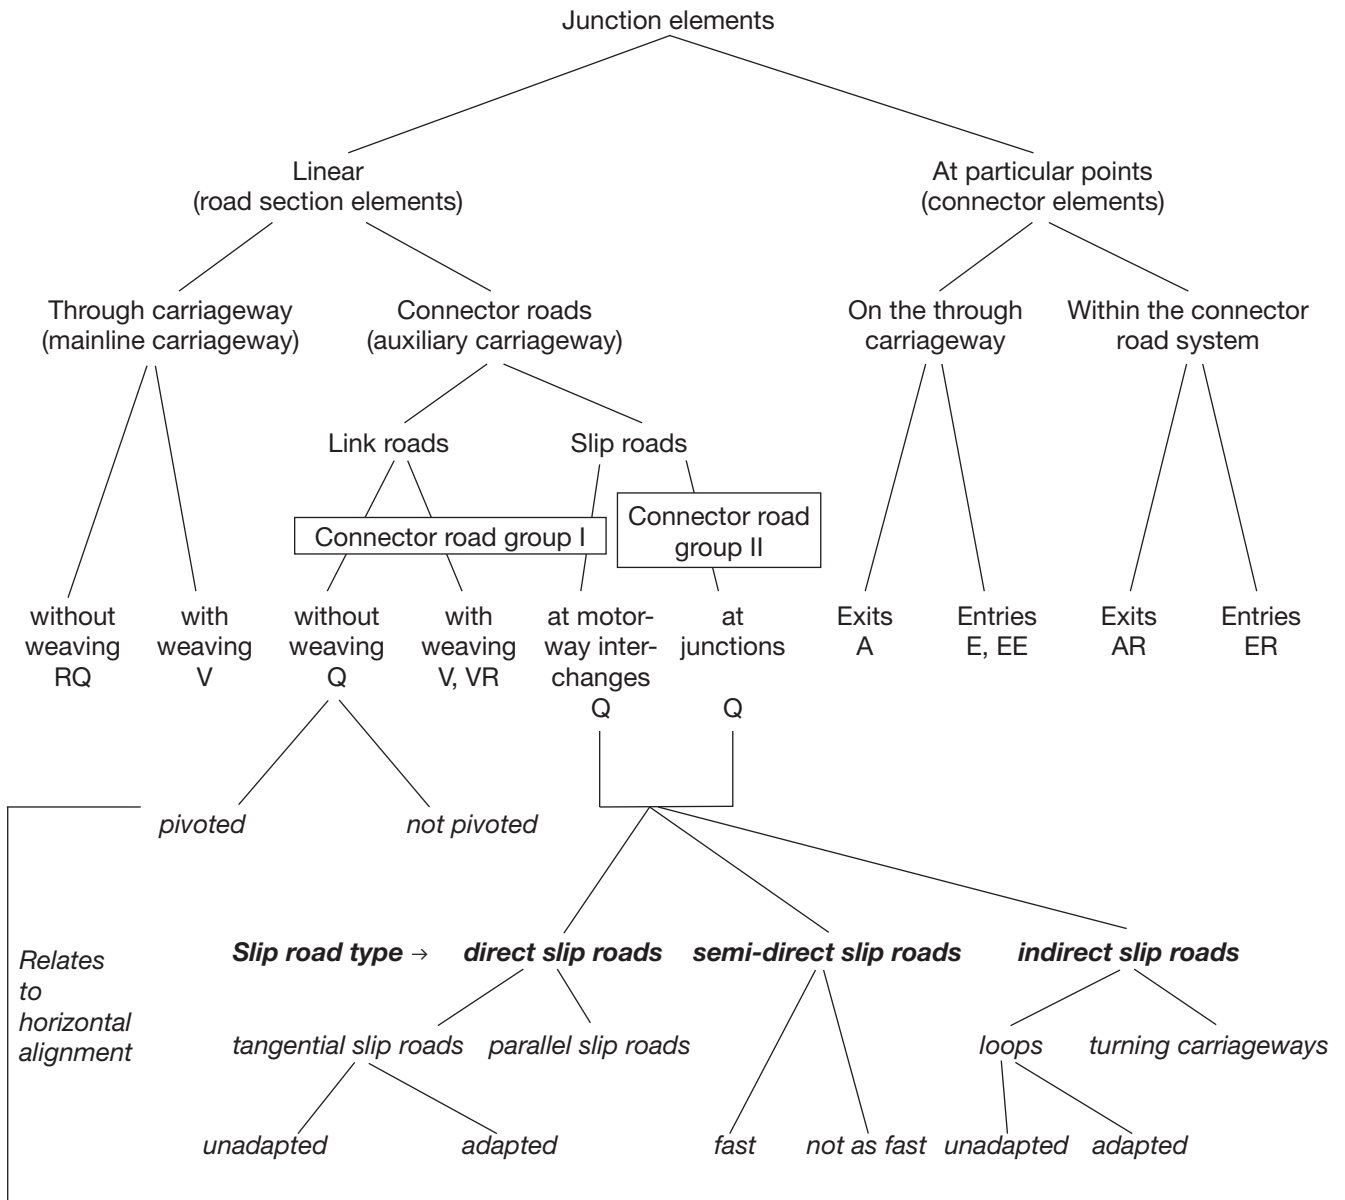 Junction elements
Linear
(road section elements)
At particular points
(connector elements)
Through carriageway
(mainline carriageway)
Connector roads
(auxiliary carriageway)
On the through
carriageway
Within the connector
road system
Link roads
Slip roads
Connector road group I
Connector road
group II
without
weaving
RQ
with
weaving
V
without
weaving
Q
with
weaving
V, VR
at motor-
way inter-
changes
Q
at
junctions
Q
Exits
A
Entries
E, EE
Exits
AR
Entries
ER
pivoted
not pivoted
Relates
to
horizontal
alignment
Slip road type →
direct slip roads
semi-direct slip roads
indirect slip roads
tangential slip roads
parallel slip roads
loops
turning carriageways
unadapted
adapted
fast
not as fast
unadapted
adapted